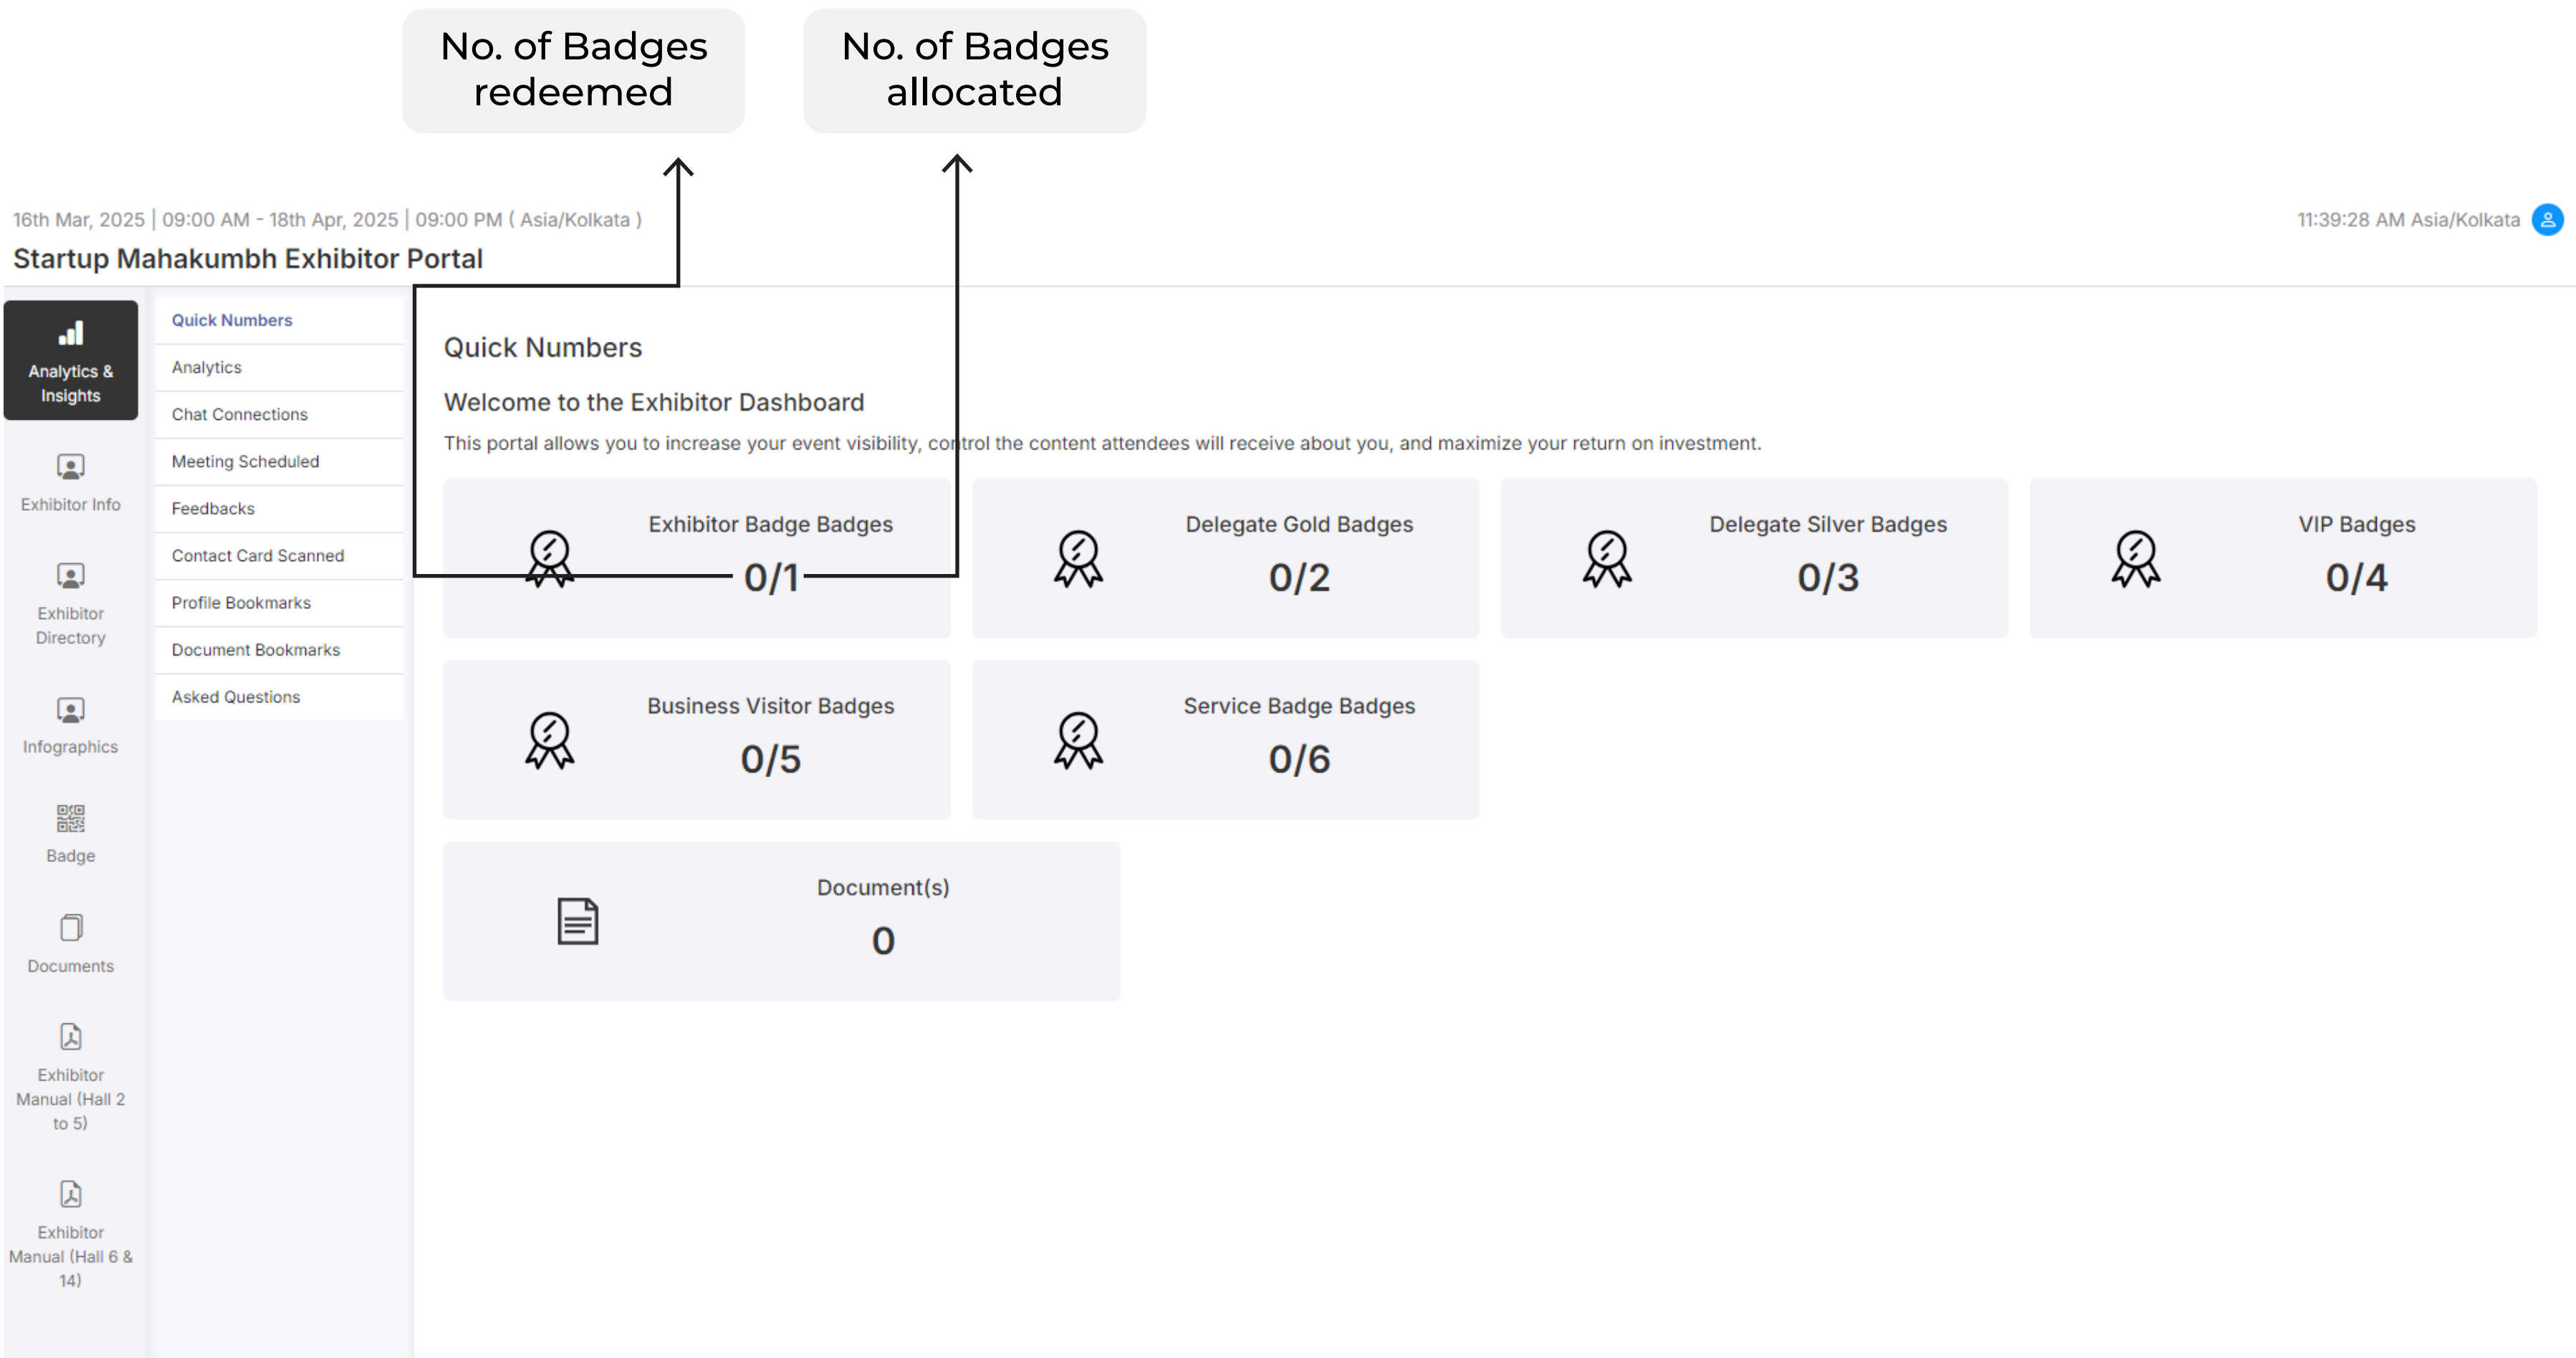 No. of Badges
redeemed
No. of Badges
allocated
16th Mar, 2025 | 09:00 AM - 18th Apr, 2025 | 09:00 PM ( Asia/Kolkata )
11:39:28 AM Asia/Kolkata
Startup Mahakumbh Exhibitor Portal
Analytics &
Insights
Exhibitor Info
Exhibitor
Directory
Infographics
Badge
Documents
Exhibitor
Manual (Hall 2
to 5)
Exhibitor
Manual (Hall 6 &
14)
Quick Numbers
Analytics
Chat Connections
Meeting Scheduled
Feedbacks
Contact Card Scanned
Profile Bookmarks
Document Bookmarks
Asked Questions
Quick Numbers
Welcome to the Exhibitor Dashboard
This portal allows you to increase your event visibility, control the content attendees will receive about you, and maximize your return on investment.
Exhibitor Badge Badges
0/1
Delegate Gold Badges
0/2
Delegate Silver Badges
0/3
VIP Badges
0/4
Business Visitor Badges
0/5
Service Badge Badges
0/6
Document(s)
0